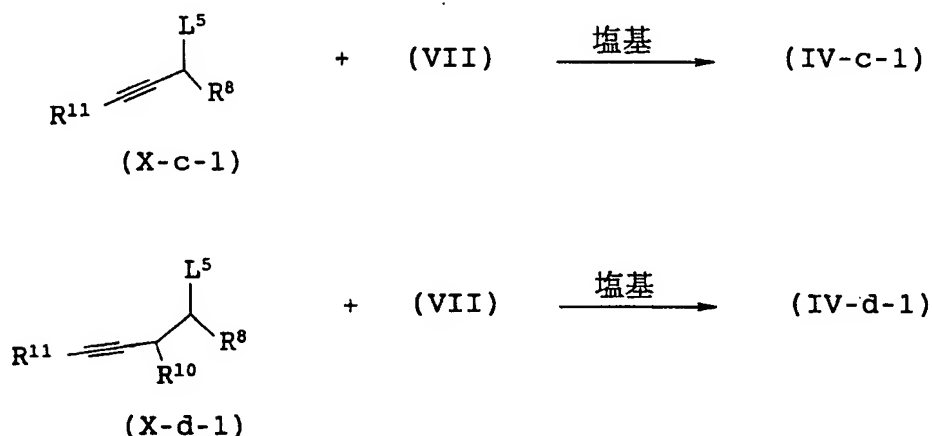 L⁵
+ (VII) 塩基 (IV-c-1)
R¹¹ R⁸
(X-c-1)
L⁵
+ (VII) 塩基 (IV-d-1)
R¹¹ R⁸
R¹⁰
(X-d-1)